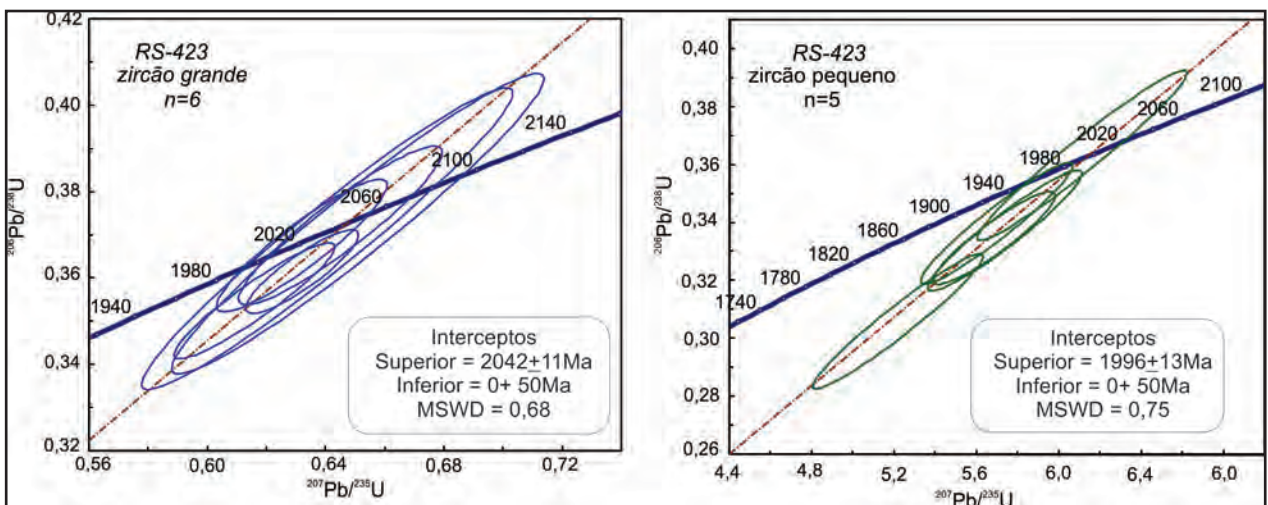 RS-423
zircão grande
n=6
0,42
0,40
0,38
0,36
0,34
0,32
²⁰⁶Pb/²³⁸U
1940
1980
2020
2060
2100
2140
Interceptos
Superior = 2042±11Ma
Inferior = 0+ 50Ma
MSWD = 0,68
0,56
0,60
0,64
0,68
0,72
²⁰⁷Pb/²³⁵U
RS-423
zircão pequeno
n=5
0,40
0,38
0,36
0,32
0,30
0,28
0,26
²⁰⁶Pb/²³⁸U
1740
1780
1820
1860
1900
1940
1980
2020
2060
2100
Interceptos
Superior = 1996±13Ma
Inferior = 0+ 50Ma
MSWD = 0,75
4,4
4,8
5,2
5,6
6,0
6,4
6,0
²⁰⁷Pb/²³⁵U